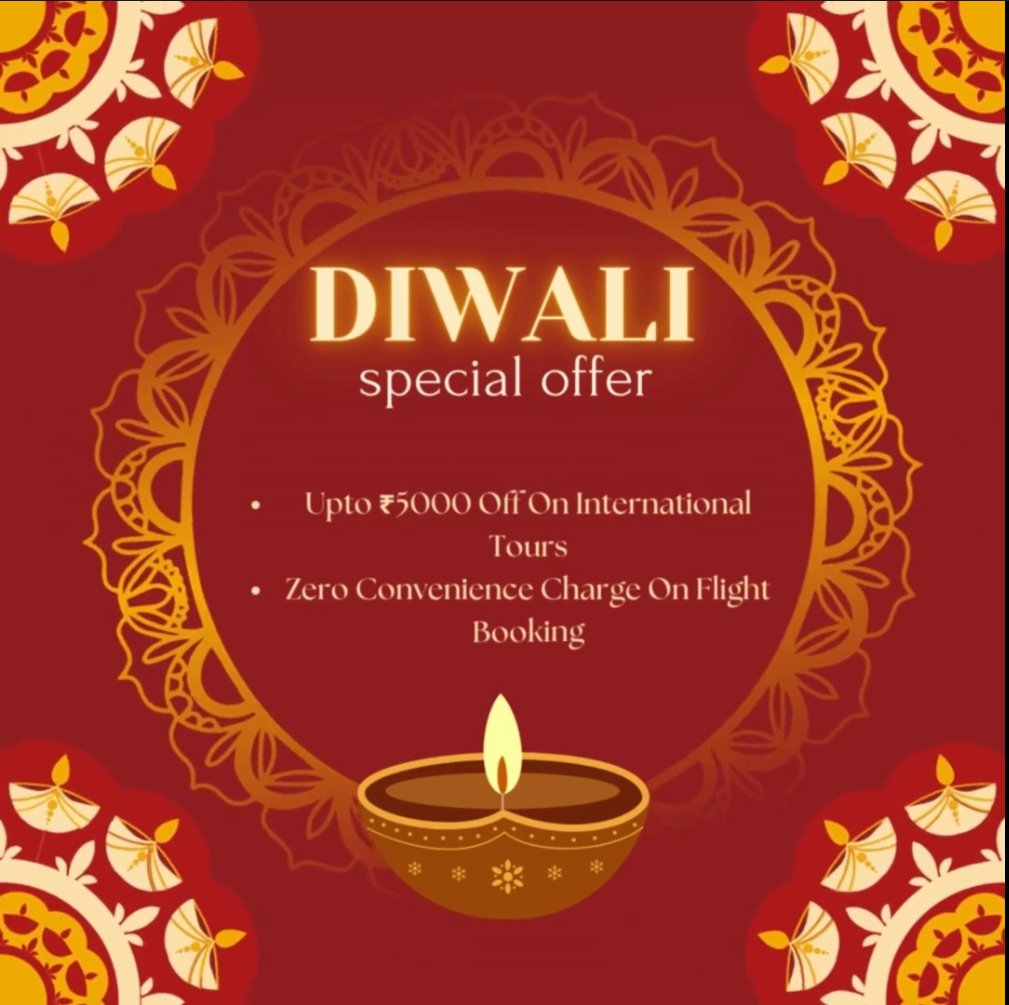 DIWALI
special offer
• Upto ₹5000 Off On International
Tours
• Zero Convenience Charge On Flight
Booking